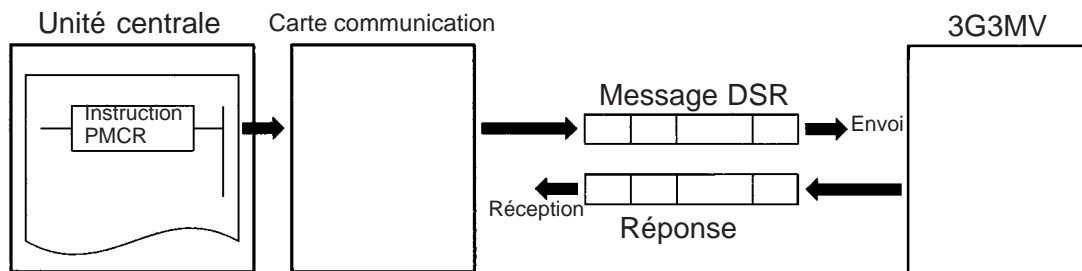 Unité centrale
Carte communication
3G3MV
Instruction
PMCR
Message DSR
Envoi
Réception
Réponse